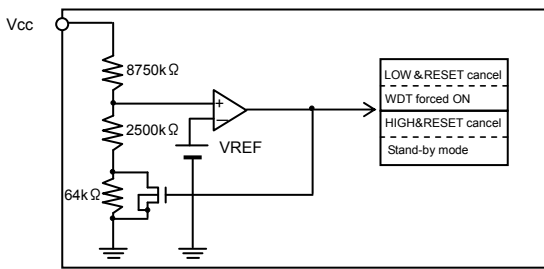 Vcc
8750kΩ
2500kΩ
64kΩ
+
−
VREF
LOW &RESET cancel
WDT forced ON
HIGH&RESET cancel
Stand-by mode